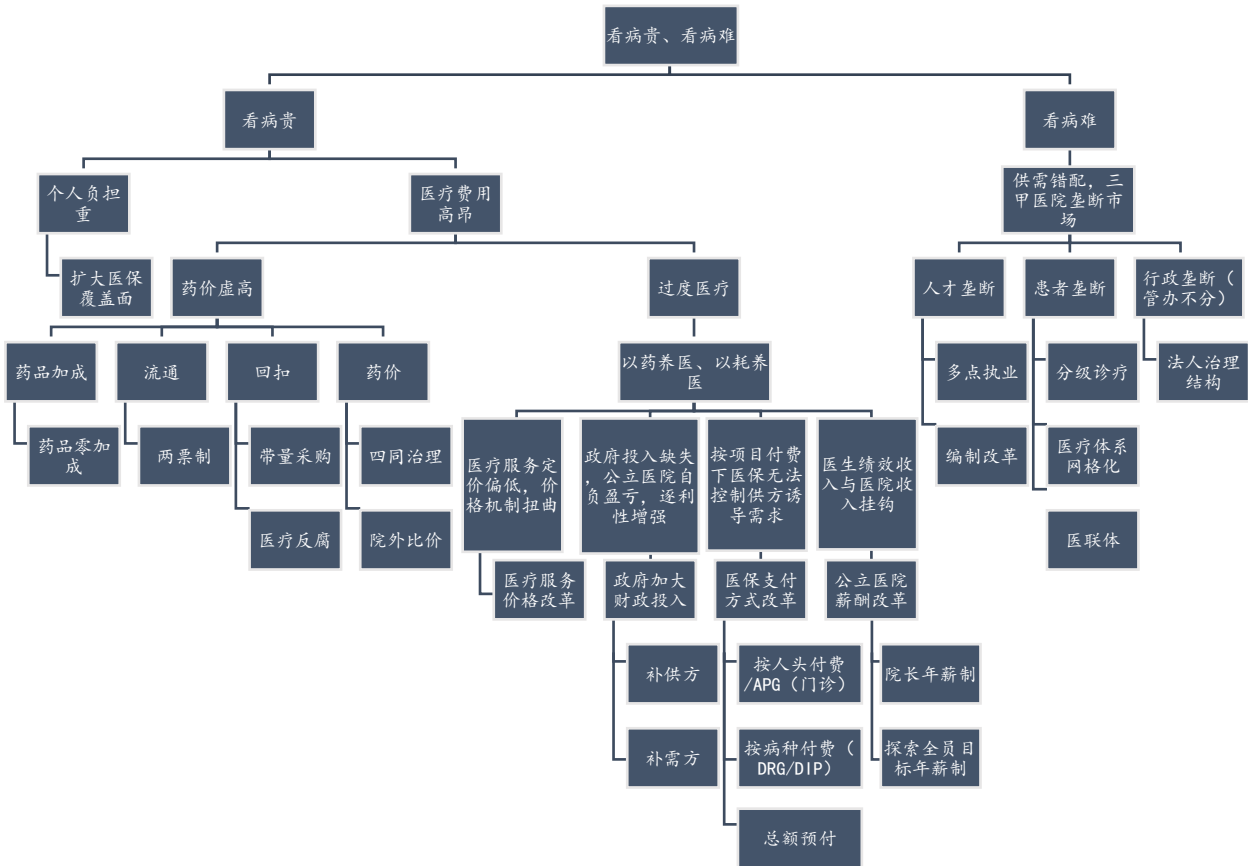 看病贵、看病难
看病贵
看病难
个人负担
重
医疗费用
高昂
供需错配，三
甲医院垄断市
场
扩大医保
覆盖面
药价虚高
过度医疗
人才垄断
患者垄断
行政垄断（
管办不分）
药品加成
流通
回扣
药价
以药养医、以耗养
医
多点执业
分级诊疗
法人治理
结构
药品零加
成
两票制
带量采购
四同治理
医疗服务定
价偏低，价
格机制扭曲
政府投入缺失
，公立医院自
负盈亏，逐利
性增强
按项目付费
下医保无法
控制供方诱
导需求
医生绩效收
入与医院收
入挂钩
编制改革
医疗体系
网格化
医疗反腐
院外比价
医联体
医疗服务
价格改革
政府加大
财政投入
医保支付
方式改革
公立医院
薪酬改革
补供方
按人头付费
/APG（门诊）
院长年薪制
补需方
按病种付费（
DRG/DIP）
探索全员目
标年薪制
总额预付